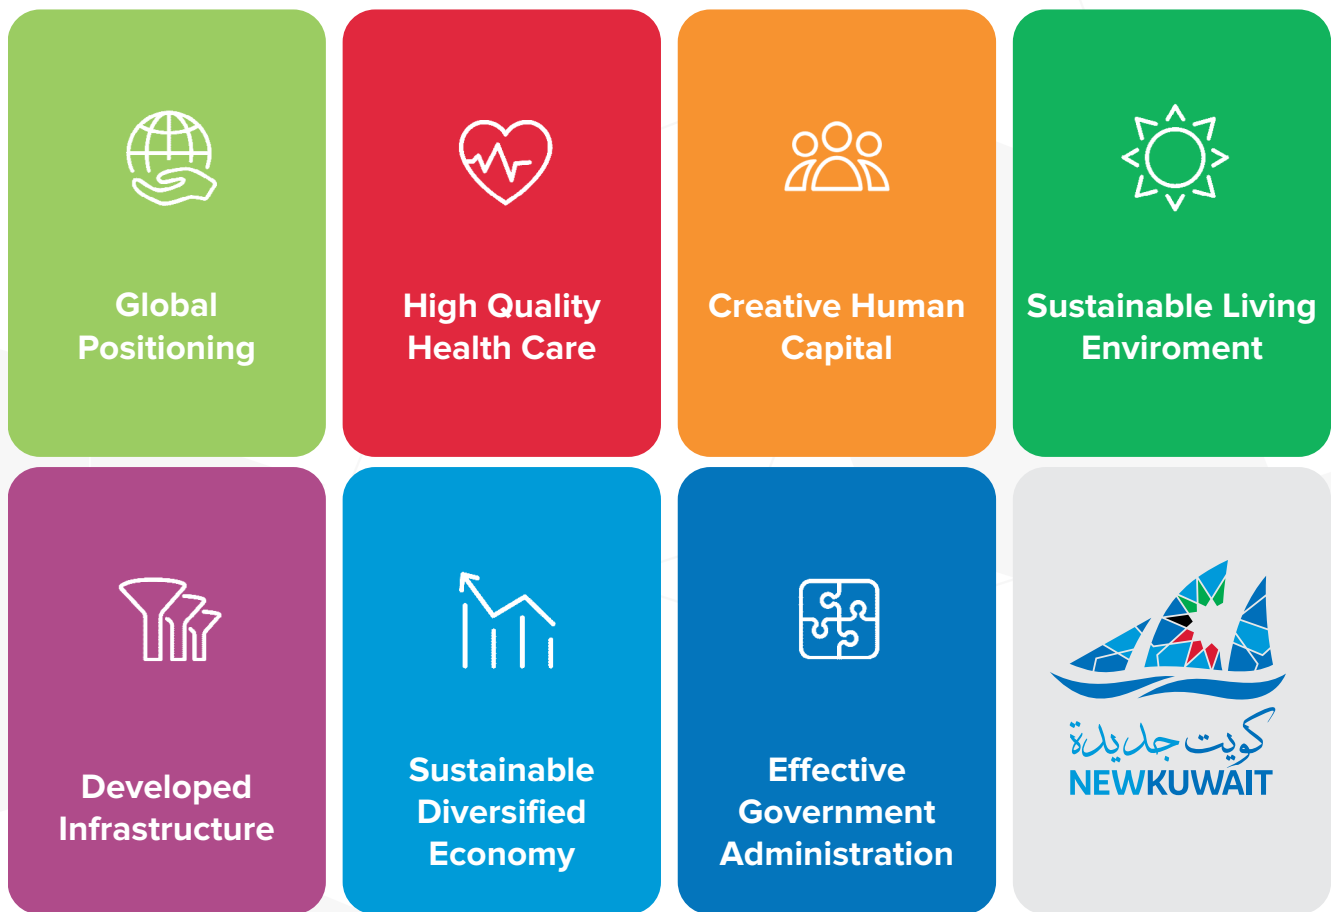 Global
Positioning
High Quality
Health Care
Creative Human
Capital
Sustainable Living
Enviroment
Developed
Infrastructure
Sustainable
Diversified
Economy
Effective
Government
Administration
كويت جديدة
NEWKUWAIT